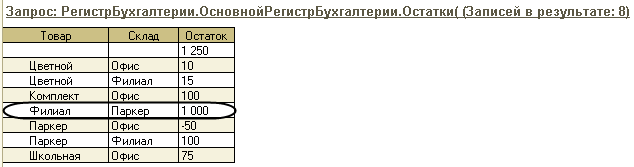 Запрос: РегистрБухгалтерии.ОсновнойРегистрБухгалтерии.Остатки( (Записей в результате: 8)
Товар Склад Остаток
1 250
Цветной Офис 10
Цветной Филиал 15
Комплект Офис 100
Филиал Паркер 1 000
Паркер Офис -50
Паркер Филиал 100
Школьная Офис 75